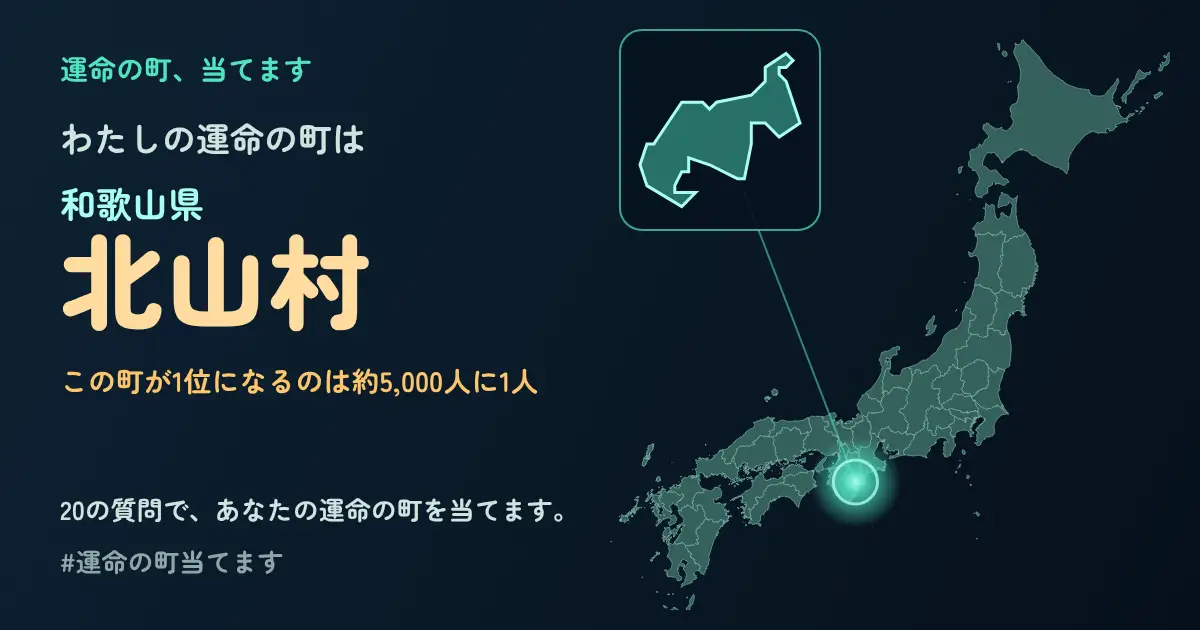 運命の町、当てます
わたしの運命の町は
和歌山県
北山村
この町が1位になるのは約5,000人に1人
20の質問で、あなたの運命の町を当てます。
#運命の町当てます